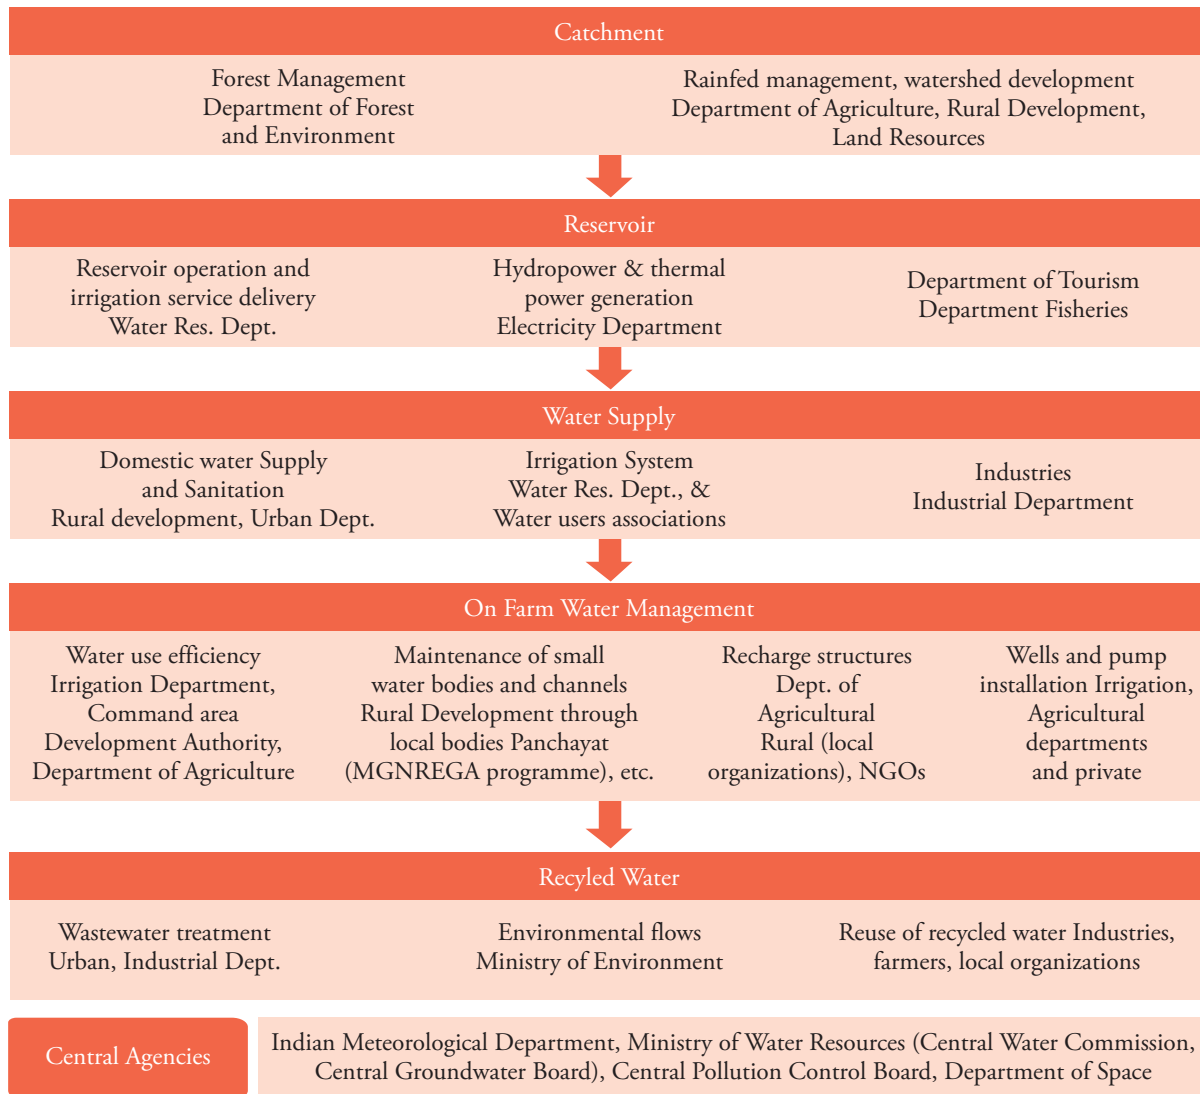 Catchment
Forest Management
Department of Forest
and Environment
Rainfed management, watershed development
Department of Agriculture, Rural Development,
Land Resources
Reservoir
Reservoir operation and
irrigation service delivery
Water Res. Dept.
Hydropower & thermal
power generation
Electricity Department
Department of Tourism
Department Fisheries
Water Supply
Domestic water Supply
and Sanitation
Rural development, Urban Dept.
Irrigation System
Water Res. Dept., &
Water users associations
Industries
Industrial Department
On Farm Water Management
Water use efficiency
Irrigation Department,
Command area
Development Authority,
Department of Agriculture
Maintenance of small
water bodies and channels
Rural Development through
local bodies Panchayat
(MGNREGA programme), etc.
Recharge structures
Dept. of
Agricultural
Rural (local
organizations), NGOs
Wells and pump
installation Irrigation,
Agricultural
departments
and private
Recyled Water
Wastewater treatment
Urban, Industrial Dept.
Environmental flows
Ministry of Environment
Reuse of recycled water Industries,
farmers, local organizations
Central Agencies
Indian Meteorological Department, Ministry of Water Resources (Central Water Commission,
Central Groundwater Board), Central Pollution Control Board, Department of Space